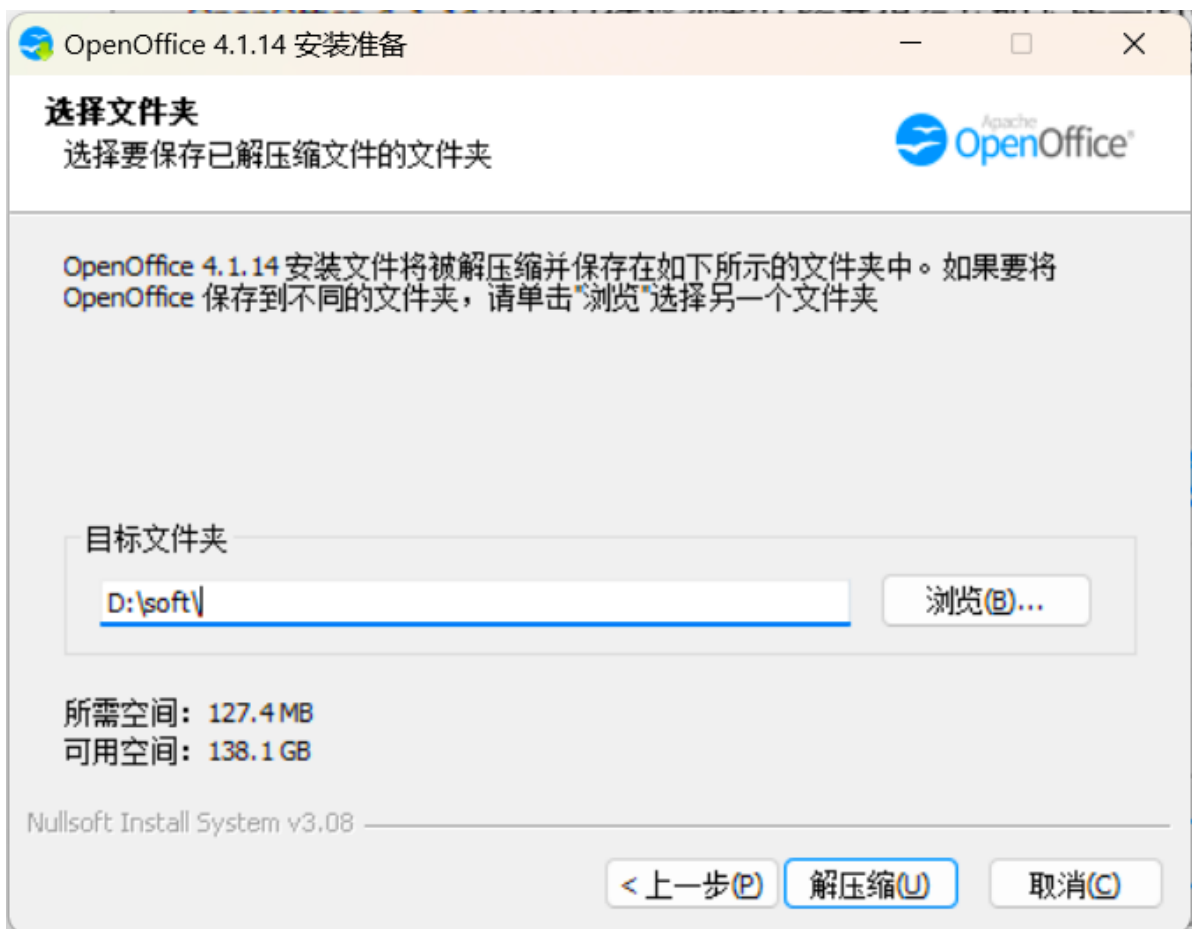 OpenOffice 4.1.14 安装准备
选择文件夹
选择要保存已解压缩文件的文件夹
Apache
OpenOffice®
OpenOffice 4.1.14 安装文件将被解压缩并保存在如下所示的文件夹中。如果要将
OpenOffice 保存到不同的文件夹，请单击"浏览"选择另一个文件夹
目标文件夹
D:\soft\
浏览(B)...
所需空间： 127.4 MB
可用空间： 138.1 GB
Nullsoft Install System v3.08
< 上一步(P)
解压缩(U)
取消(C)